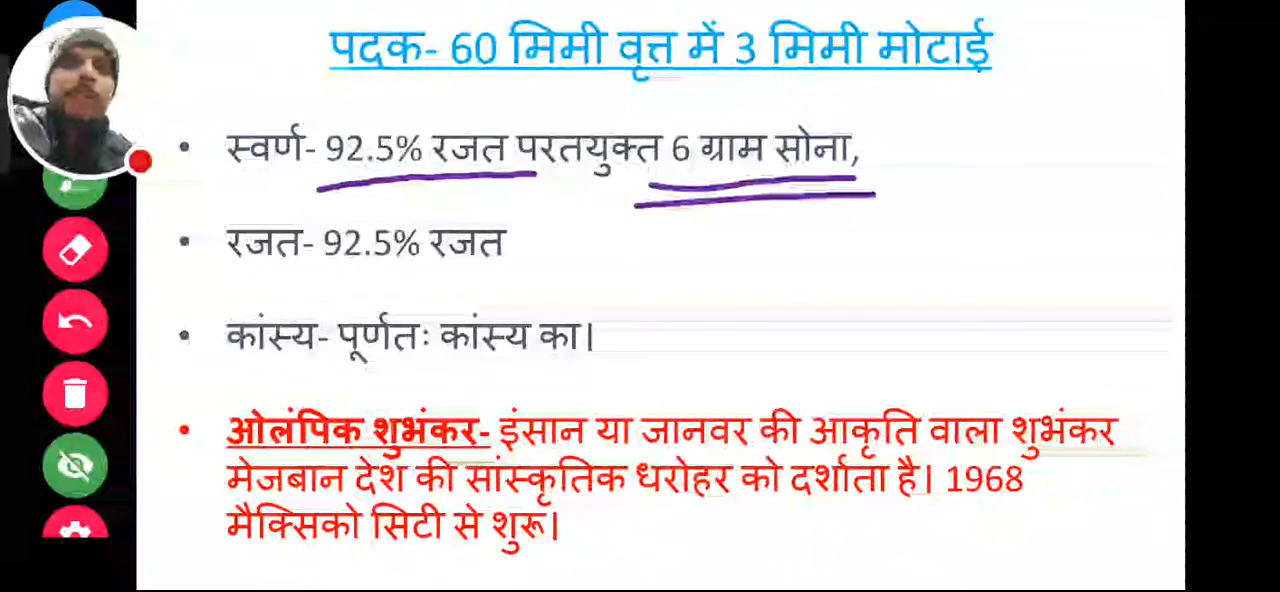 पदक- 60 मिमी वृत्त में 3 मिमी मोटाई
• स्वर्ण- 92.5% रजत परतयुक्त 6 ग्राम सोना,
• रजत- 92.5% रजत
• कांस्य- पूर्णतः कांस्य का।
• ओलंपिक शुभंकर- इंसान या जानवर की आकृति वाला शुभंकर
मेजबान देश की सांस्कृतिक धरोहर को दर्शाता है। 1968
मैक्सिको सिटी से शुरू।